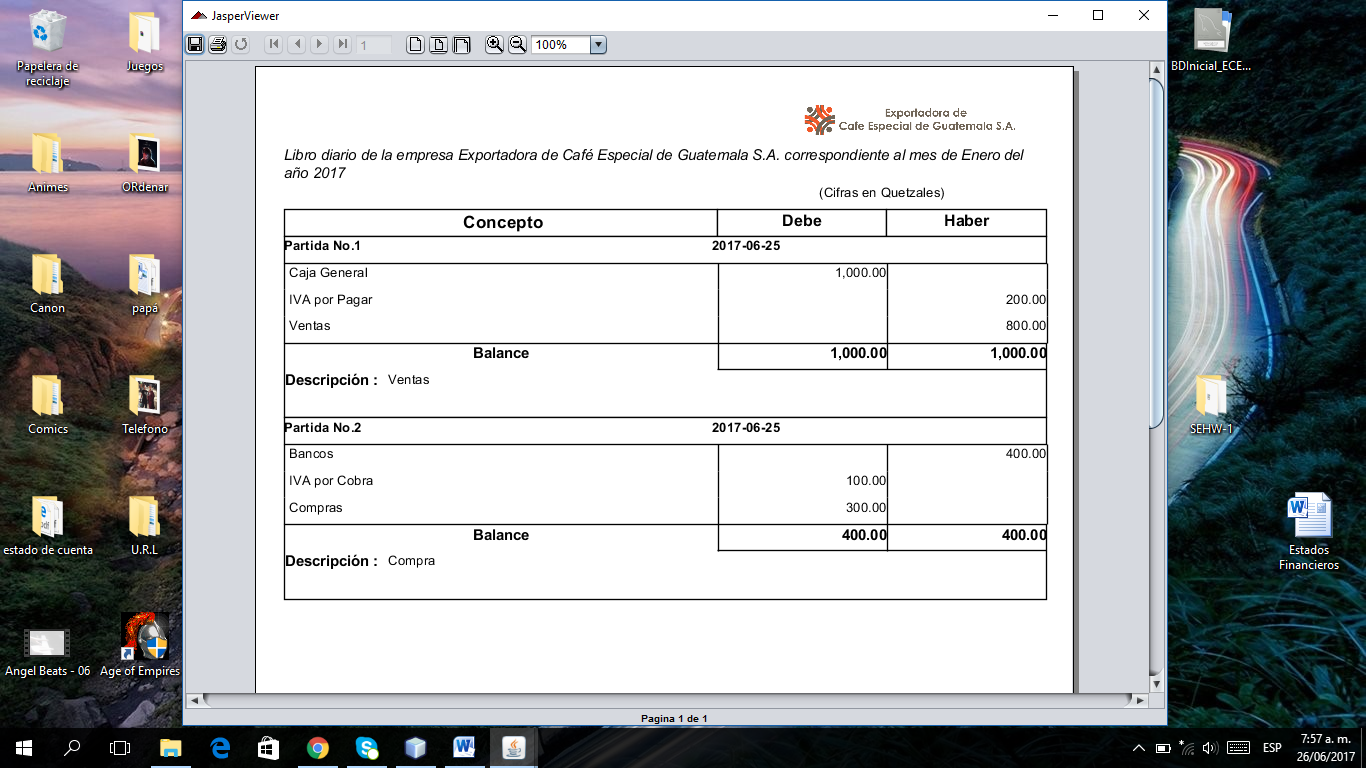 JasperViewer
1
100%
Exportadora de
Cafe Especial de Guatemala S.A.
Libro diario de la empresa Exportadora de Café Especial de Guatemala S.A. correspondiente al mes de Enero del
año 2017
(Cifras en Quetzales)
Concepto Debe Haber
Partida No.1 2017-06-25
Caja General 1,000.00
IVA por Pagar 200.00
Ventas 800.00
Balance 1,000.00 1,000.00
Descripción : Ventas
Partida No.2 2017-06-25
Bancos 400.00
IVA por Cobra 100.00
Compras 300.00
Balance 400.00 400.00
Descripción : Compra
Pagina 1 de 1
Papelera de
reciclaje
Juegos
Animes
ORdenar
Canon
papá
Comics
Telefono
estado de cuenta
U.R.L
Angel Beats - 06
Age of Empires
BDInicial_ECE...
SEHW-1
Estados
Financieros
ESP
7:57 a. m.
26/06/2017